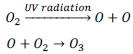 O₂ —UV radiation→ O + O
O + O₂ → O₃